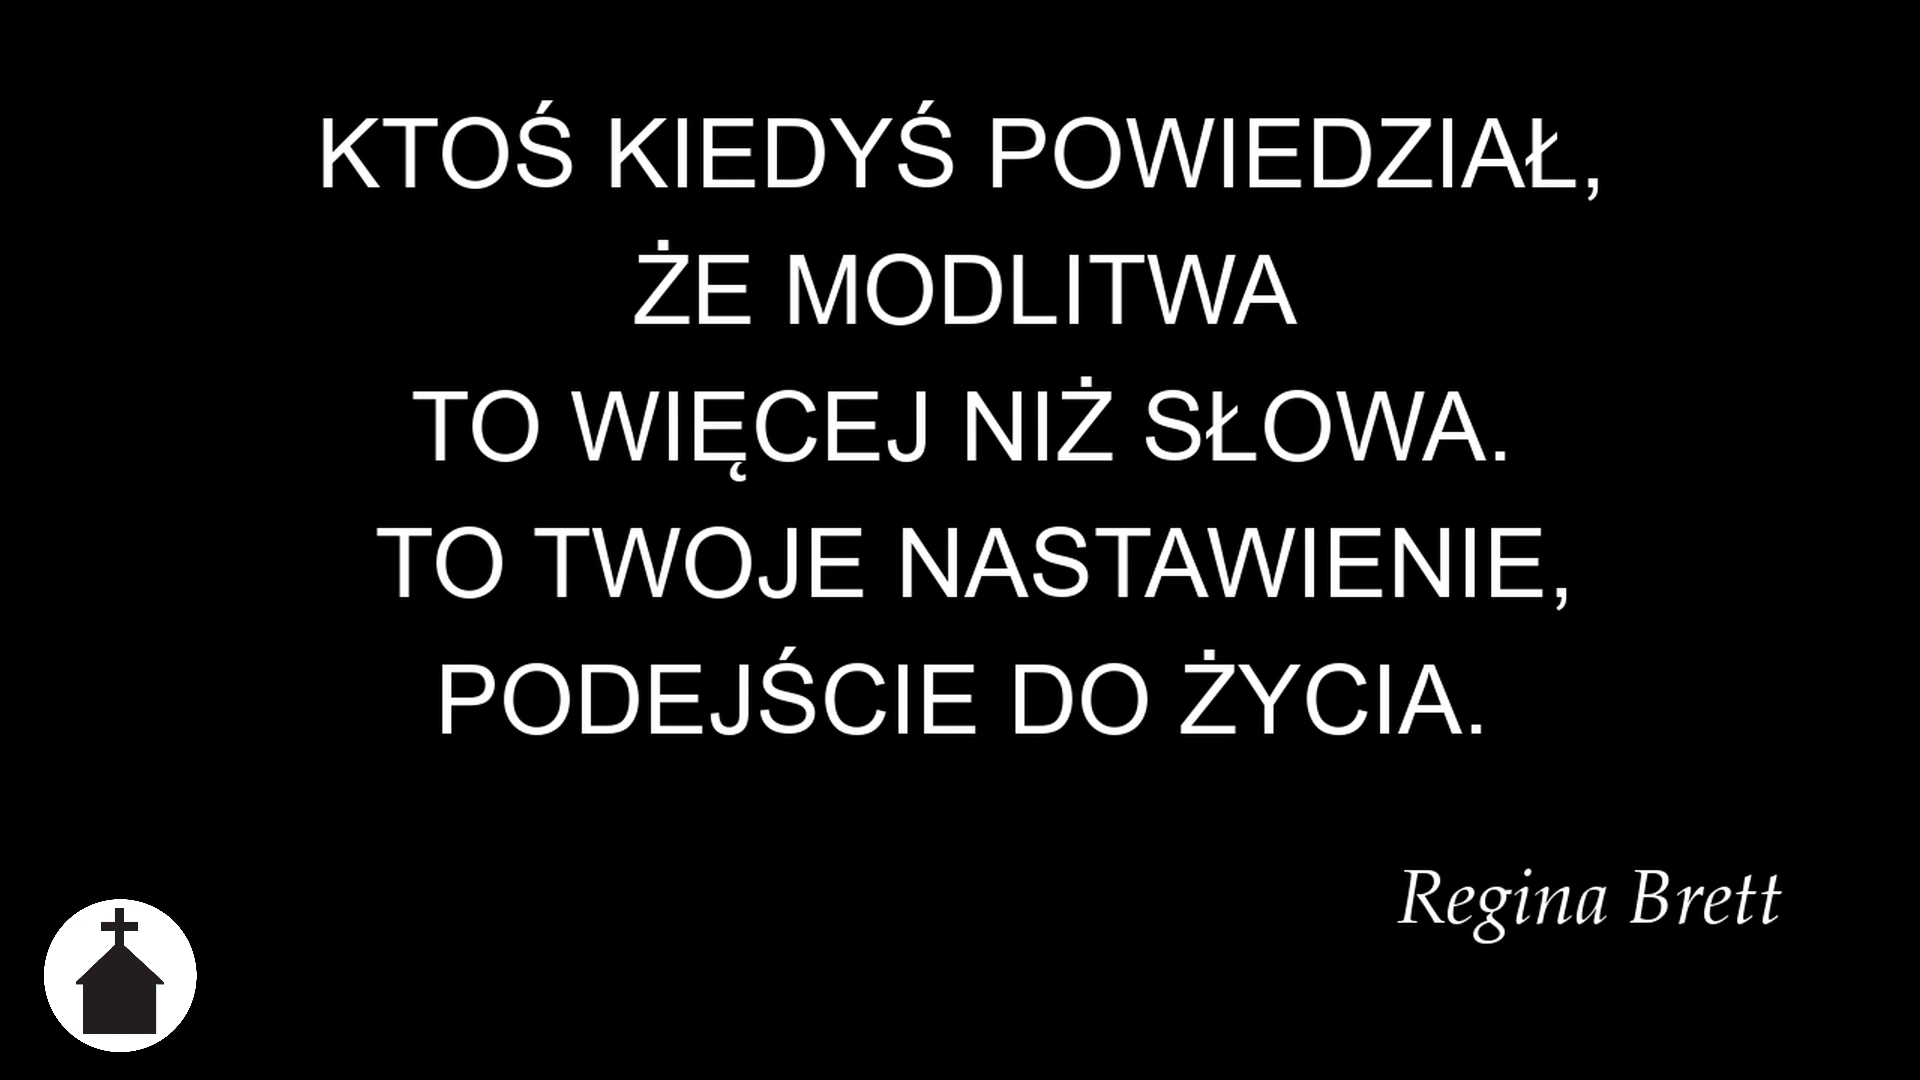 KTOŚ KIEDYŚ POWIEDZIAŁ,
ŻE MODLITWA
TO WIĘCEJ NIŻ SŁOWA.
TO TWOJE NASTAWIENIE,
PODEJŚCIE DO ŻYCIA.
Regina Brett